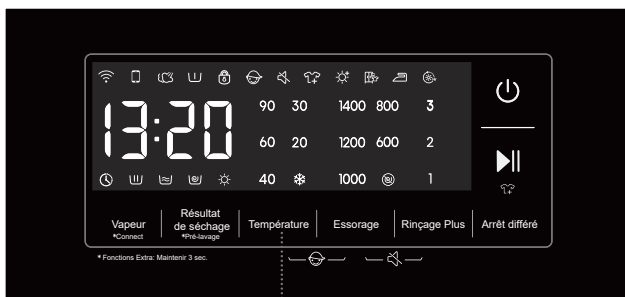 13:20
90 30 1400 800 3
60 20 1200 600 2
40 1000 1
Vapeur
*Connect
Résultat
de séchage
*Pré-lavage
Température
Essorage
Rinçage Plus
Arrêt différé
* Fonctions Extra: Maintenir 3 sec.